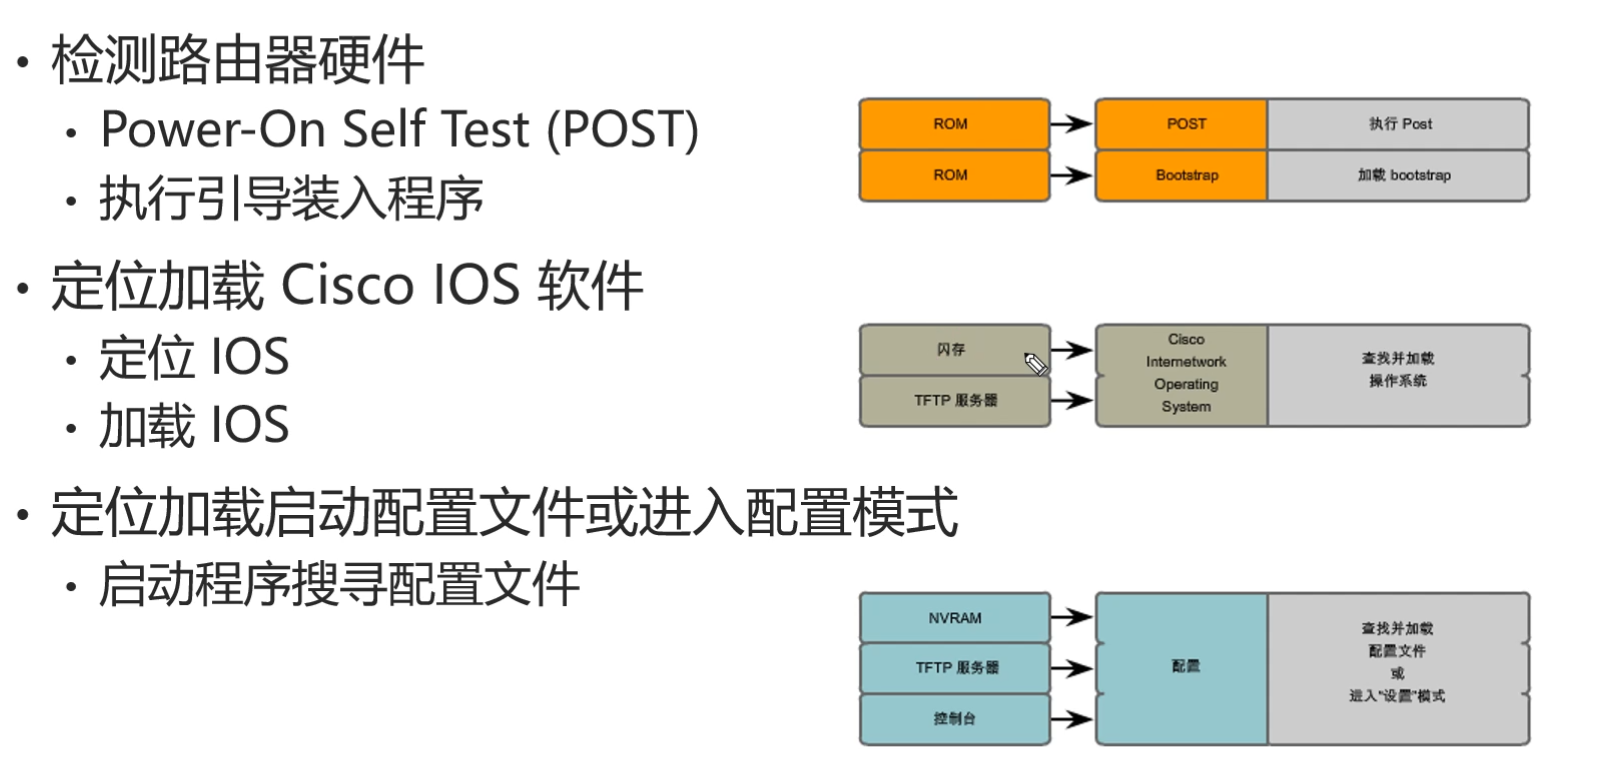 • 检测路由器硬件
• Power-On Self Test (POST)
• 执行引导装入程序
• 定位加载 Cisco IOS 软件
• 定位 IOS
• 加载 IOS
• 定位加载启动配置文件或进入配置模式
• 启动程序搜寻配置文件
ROM POST 执行 Post
ROM Bootstrap 加载 bootstrap
闪存
TFTP 服务器
Cisco
Internetwork
Operating
System
查找并加载
操作系统
NVRAM
TFTP 服务器
控制台
配置
查找并加载
配置文件
或
进入"设置"模式